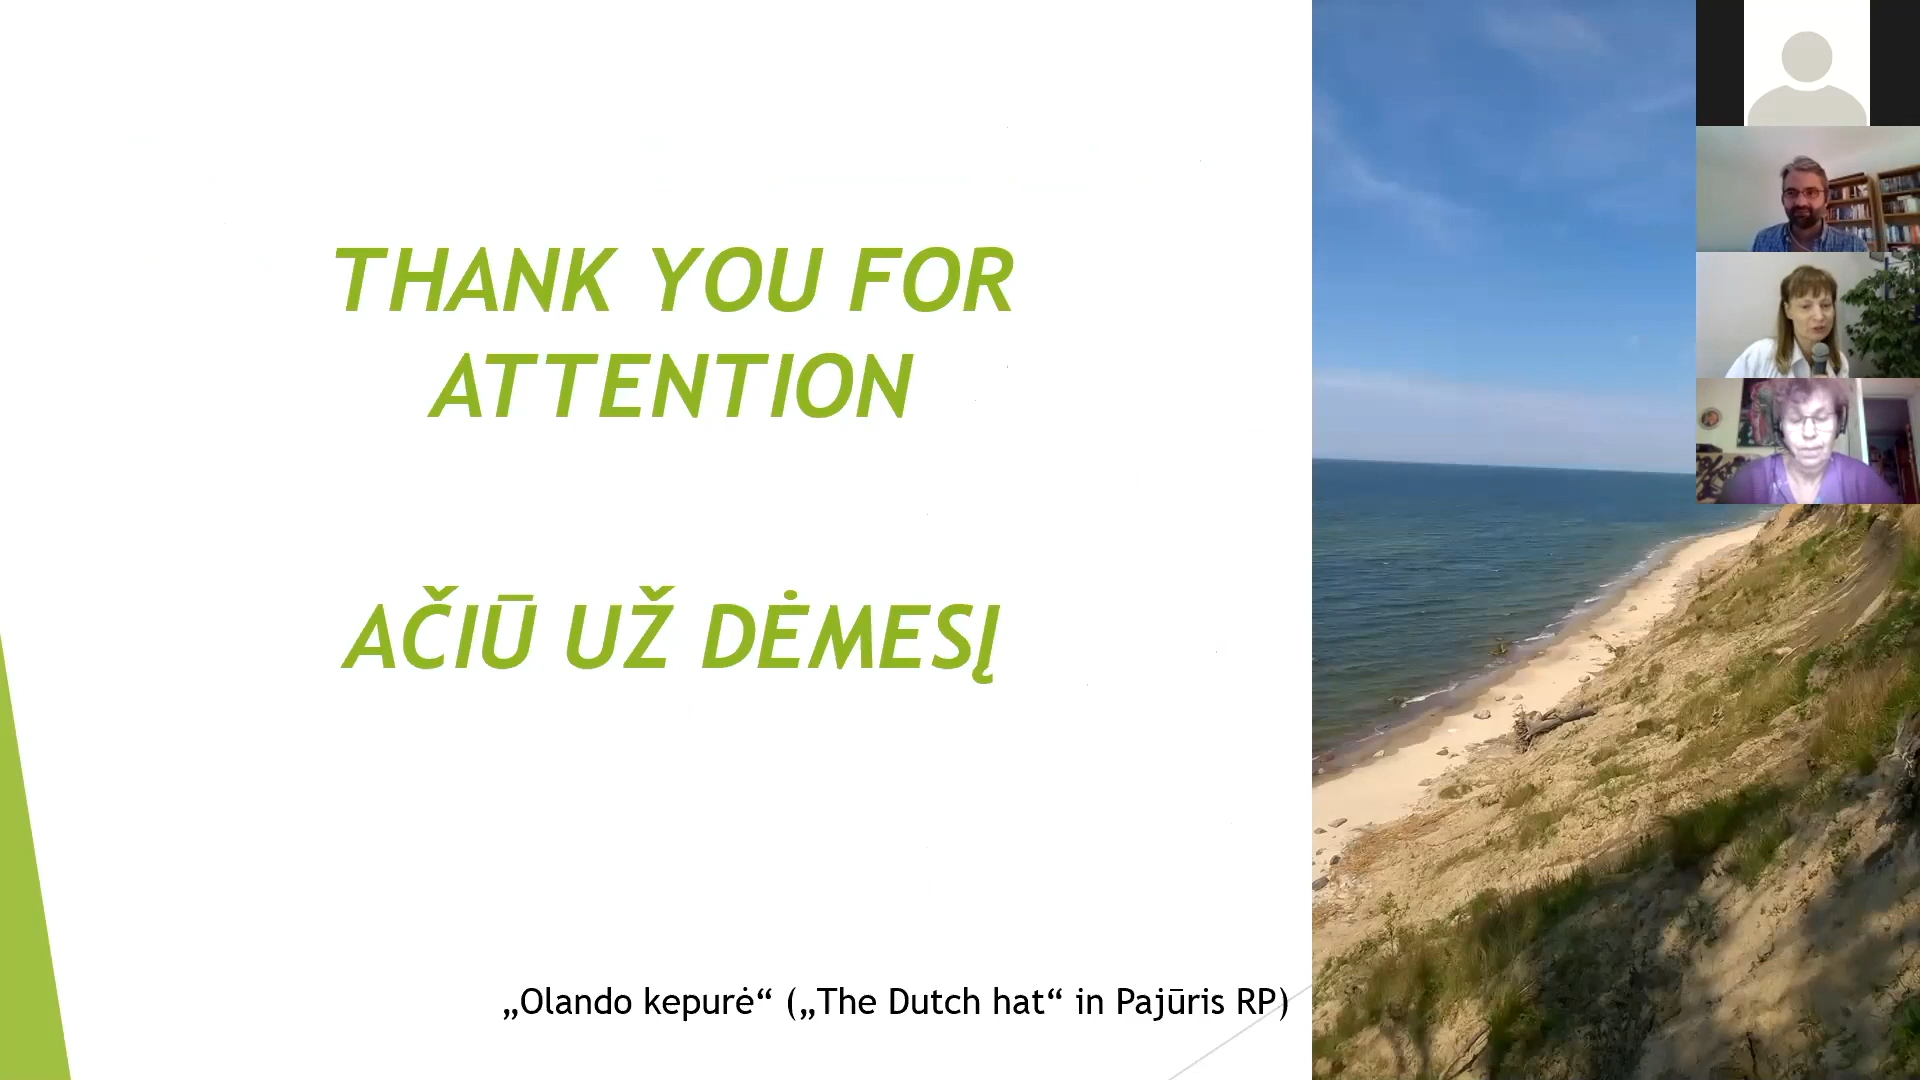 THANK YOU FOR
ATTENTION
AČIŪ UŽ DĖMESĮ
„Olando kepurė“ („The Dutch hat“ in Pajūris RP)